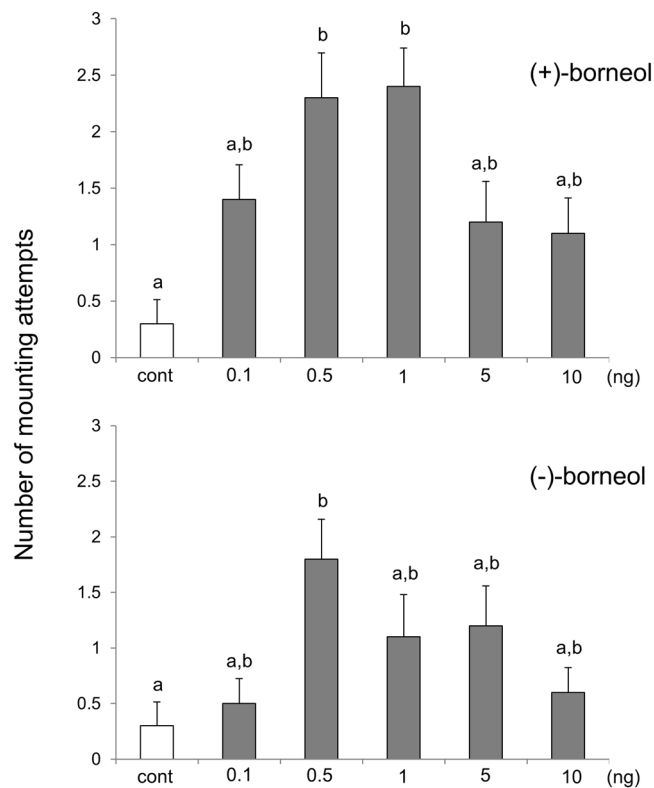 Number of mounting attempts
3
2.5
2
1.5
1
0.5
0
(+)-borneol
a
a,b
b
b
a,b
a,b
cont 0.1 0.5 1 5 10 (ng)
3
2.5
2
1.5
1
0.5
0
(-)-borneol
a
a,b
b
a,b
a,b
a,b
cont 0.1 0.5 1 5 10 (ng)